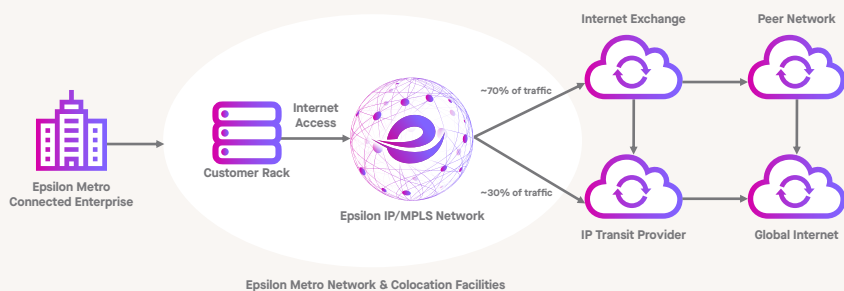 Internet Exchange
Peer Network
~70% of traffic
Internet
Access
Customer Rack
Epsilon Metro
Connected Enterprise
~30% of traffic
Epsilon IP/MPLS Network
IP Transit Provider
Global Internet
Epsilon Metro Network & Colocation Facilities